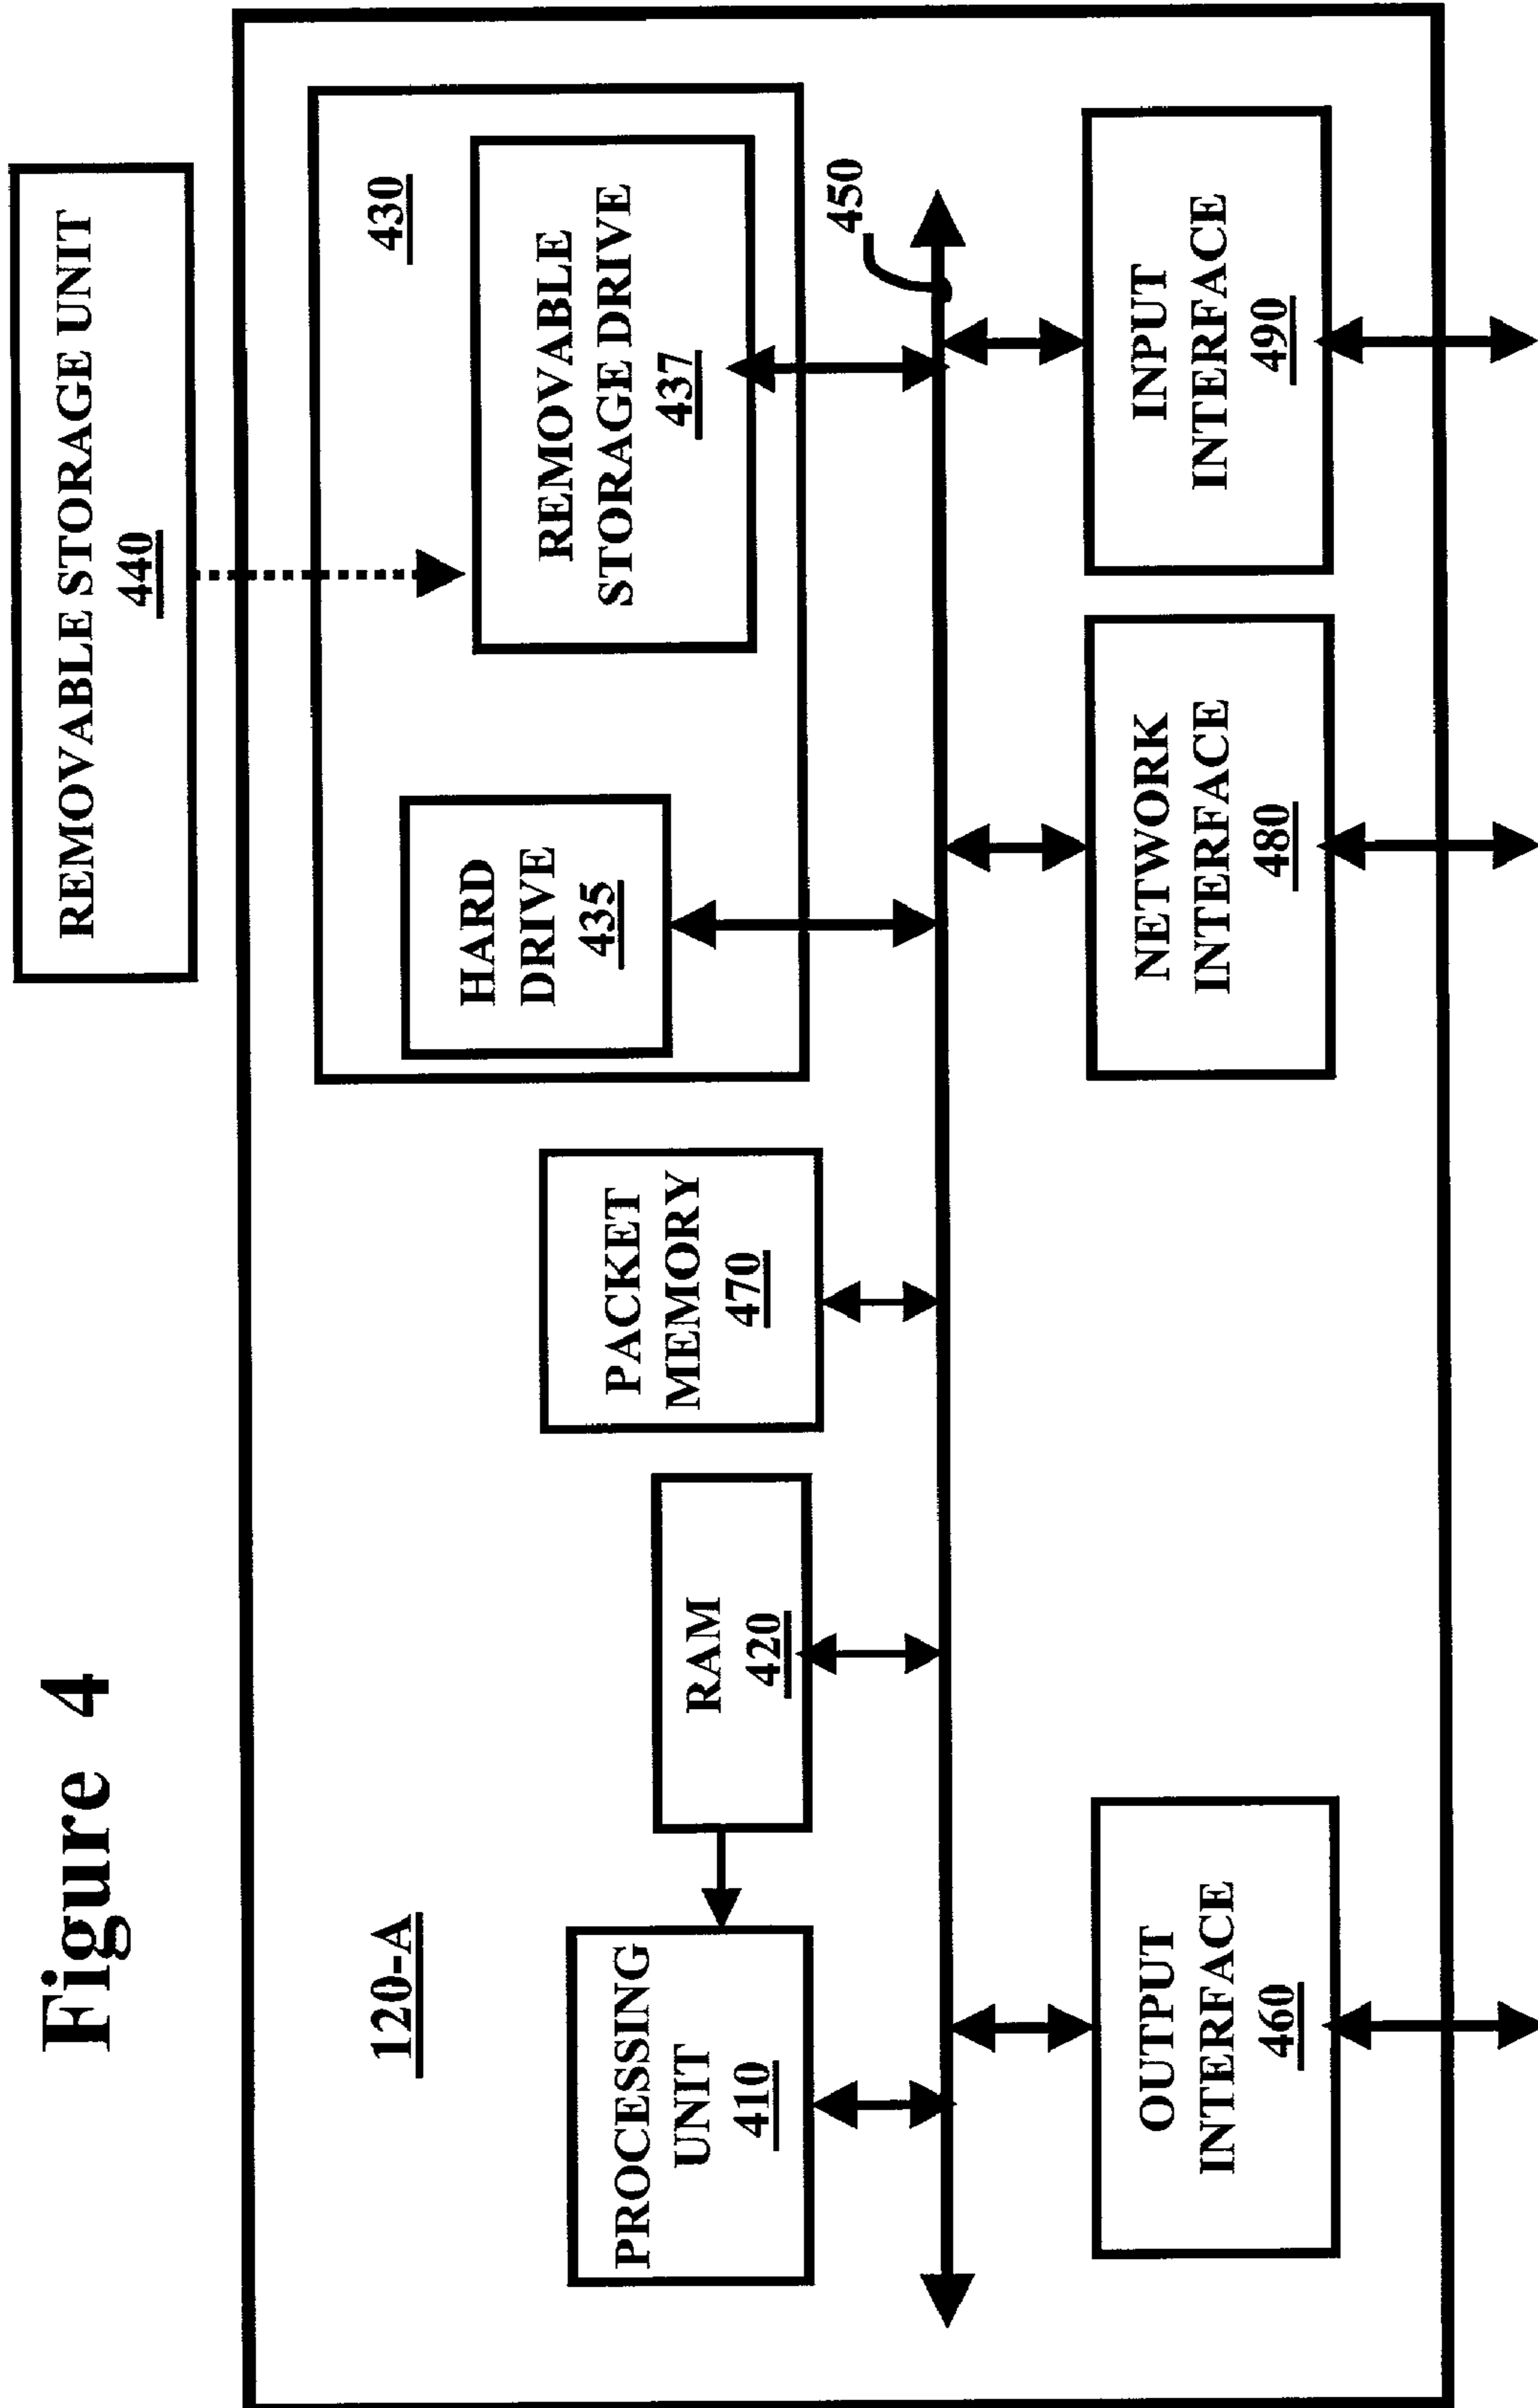 Figure 4
REMOVABLE STORAGE UNIT
440
120-A
430
HARD
DRIVE
435
REMOVABLE
STORAGE DRIVE
437
PACKET
MEMORY
470
RAM
420
PROCESSING
UNIT
410
450
OUTPUT
INTERFACE
460
NETWORK
INTERFACE
480
INPUT
INTERFACE
490